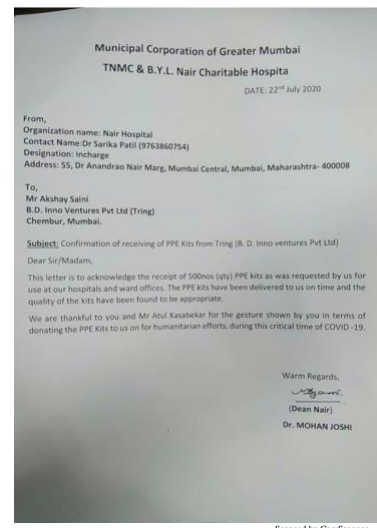 Municipal Corporation of Greater Mumbai
TNMC & B.Y.L. Nair Charitable Hospita
DATE: 22nd July 2020
From,
Organization name: Nair Hospital
Contact Name:Dr Sarika Patil (9763860754)
Designation: Incharge
Address: 55, Dr Anandrao Nair Marg, Mumbai Central, Mumbai, Maharashtra- 400008
To,
Mr Akshay Saini
B.D. Inno Ventures Pvt Ltd (Tring)
Chembur, Mumbai.
Subject: Confirmation of receiving of PPE Kits from Tring (B. D. Inno ventures Pvt Ltd)
Dear Sir/Madam,
This letter is to acknowledge the receipt of 500nos (qty) PPE kits as was requested by us for
use at our hospitals and ward offices. The PPE kits have been delivered to us on time and the
quality of the kits have been found to be appropriate.
We are thankful to you and Mr Atul Kasabekar for the gesture shown by you in terms of
donating the PPE Kits to us on for humanitarian efforts, during this critical time of COVID -19.
Warm Regards,
(Dean Nair)
Dr. MOHAN JOSHI